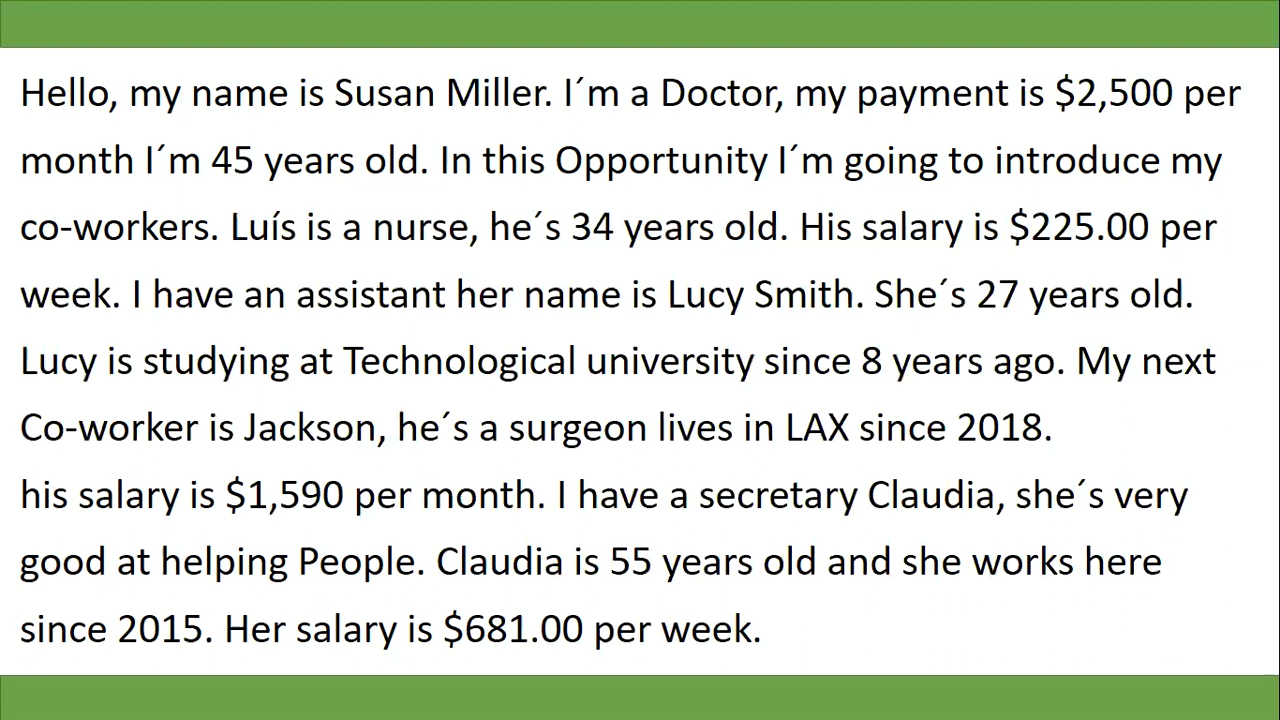 Hello, my name is Susan Miller. I´m a Doctor, my payment is $2,500 per
month I´m 45 years old. In this Opportunity I´m going to introduce my
co-workers. Luís is a nurse, he´s 34 years old. His salary is $225.00 per
week. I have an assistant her name is Lucy Smith. She´s 27 years old.
Lucy is studying at Technological university since 8 years ago. My next
Co-worker is Jackson, he´s a surgeon lives in LAX since 2018.
his salary is $1,590 per month. I have a secretary Claudia, she´s very
good at helping People. Claudia is 55 years old and she works here
since 2015. Her salary is $681.00 per week.